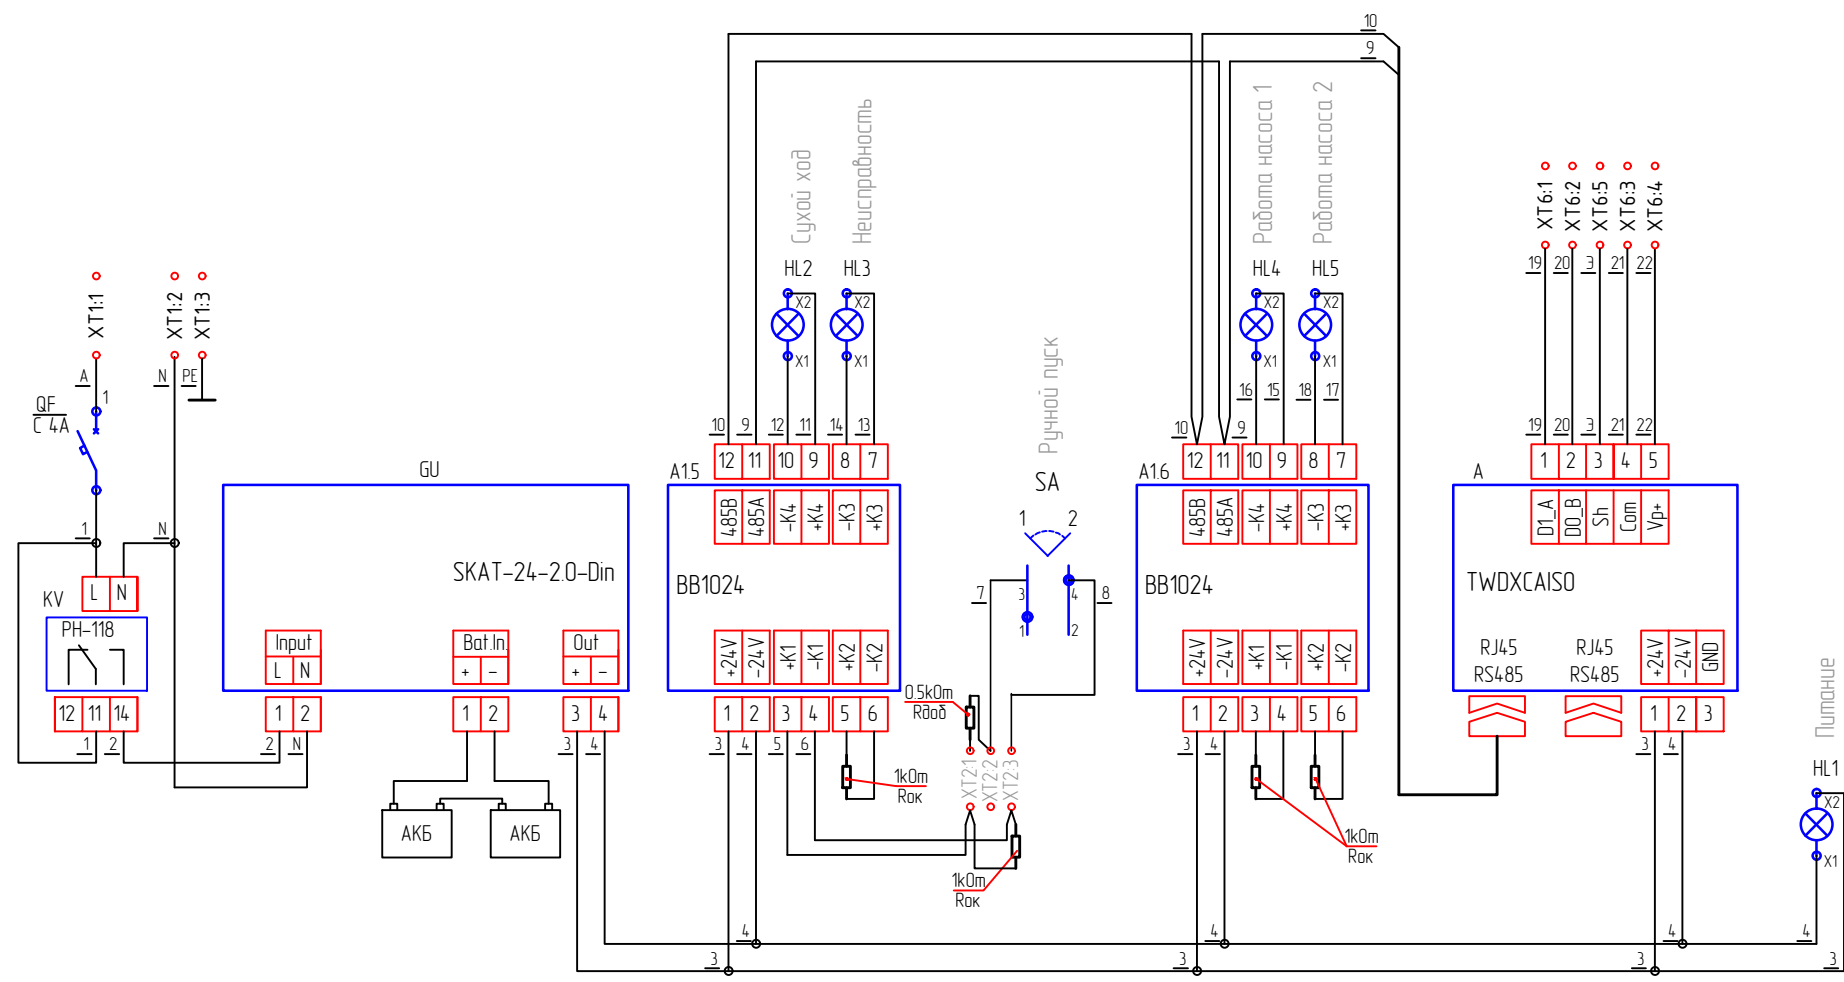 10
9
Сухой ход
Неисправность
Работа насоса 1
Работа насоса 2
XT6:1
XT6:2
XT6:5
XT6:3
XT6:4
19
20
3
21
22
XT1:1
XT1:2
XT1:3
A
N
PE
1
QF
C 4A
HL2
HL3
HL4
HL5
X2
X2
X2
X2
X1
X1
X1
X1
Ручной пуск
16
15
18
17
10
9
12
11
14
13
10
9
19
20
3
21
22
GU
A1.5
12
11
10
9
8
7
SA
A1.6
12
11
10
9
8
7
A
1
2
3
4
5
485B
485A
-K4
+K4
-K3
+K3
485B
485A
-K4
+K4
-K3
+K3
D1_A
D0_B
Sh
Com
Vp+
1
2
1
N
KV
L
N
SKAT-24-2.0-Din
BB1024
BB1024
TWDXCAISO
7
3
4
8
1
2
PH-118
Input
L
N
Bat.In.
+
-
Out
+
-
+24V
-24V
+K1
-K1
+K2
-K2
+24V
-24V
+K1
-K1
+K2
-K2
RJ45
RS485
RJ45
RS485
+24V
-24V
GND
Питание
12
11
14
1
2
1
2
3
4
1
2
3
4
5
6
0.5kOm
Rдоб
1
2
3
4
5
6
1
2
3
1
2
2
N
3
4
3
4
5
6
3
4
3
4
XT2:1
XT2:2
XT2:3
1kOm
Rок
HL1
X2
X1
АКБ
АКБ
1kOm
Rок
1kOm
Rок
4
4
4
4
3
3
3
3